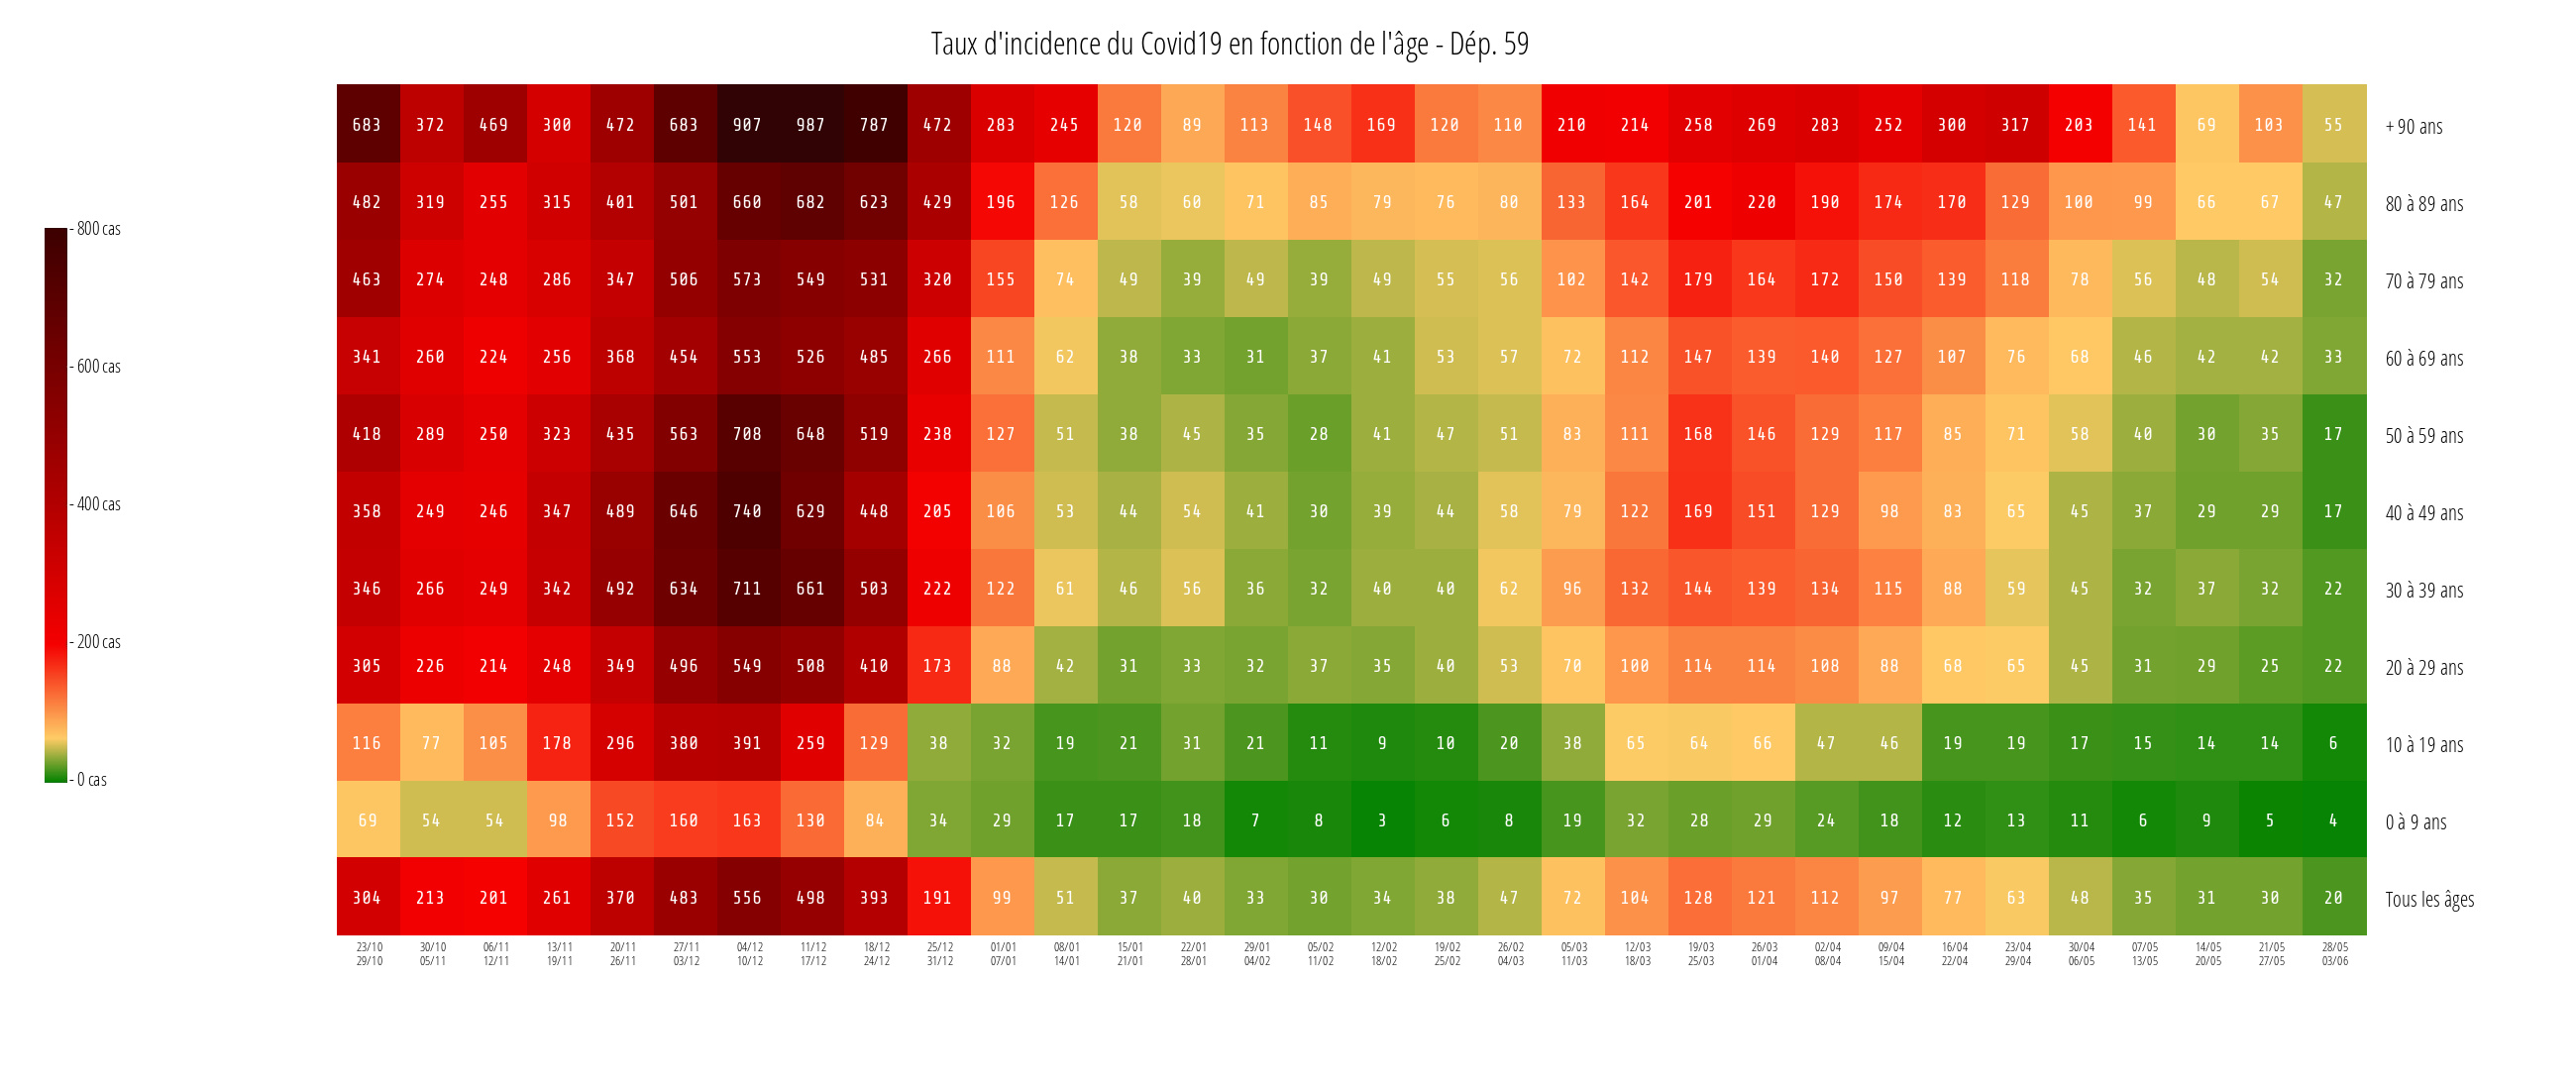 Taux d'incidence du Covid19 en fonction de l'âge - Dép. 59
- 800 cas
- 600 cas
- 400 cas
- 200 cas
- 0 cas
683 372 469 300 472 683 907 987 787 472 283 245 120 89 113 148 169 120 110 210 214 258 269 283 252 300 317 203 141 69 103 55 + 90 ans
482 319 255 315 401 501 660 682 623 429 196 126 58 60 71 85 79 76 80 133 164 201 220 190 174 170 129 100 99 66 67 47 80 à 89 ans
463 274 248 286 347 506 573 549 531 320 155 74 49 39 49 39 49 55 56 102 142 179 164 172 150 139 118 78 56 48 54 32 70 à 79 ans
341 260 224 256 368 454 553 526 485 266 111 62 38 33 31 37 41 53 57 72 112 147 139 140 127 107 76 68 46 42 42 33 60 à 69 ans
418 289 250 323 435 563 708 648 519 238 127 51 38 45 35 28 41 47 51 83 111 168 146 129 117 85 71 58 40 30 35 17 50 à 59 ans
358 249 246 347 489 646 740 629 448 205 106 53 44 54 41 30 39 44 58 79 122 169 151 129 98 83 65 45 37 29 29 17 40 à 49 ans
346 266 249 342 492 634 711 661 503 222 122 61 46 56 36 32 40 40 62 96 132 144 139 134 115 88 59 45 32 37 32 22 30 à 39 ans
305 226 214 248 349 496 549 508 410 173 88 42 31 33 32 37 35 40 53 70 100 114 114 108 88 68 65 45 31 29 25 22 20 à 29 ans
116 77 105 178 296 380 391 259 129 38 32 19 21 31 21 11 9 10 20 38 65 64 66 47 46 19 19 17 15 14 14 6 10 à 19 ans
69 54 54 98 152 160 163 130 84 34 29 17 17 18 7 8 3 6 8 19 32 28 29 24 18 12 13 11 6 9 5 4 0 à 9 ans
304 213 201 261 370 483 556 498 393 191 99 51 37 40 33 30 34 38 47 72 104 128 121 112 97 77 63 48 35 31 30 20 Tous les âges
23/10 30/10 06/11 13/11 20/11 27/11 04/12 11/12 18/12 25/12 01/01 08/01 15/01 22/01 29/01 05/02 12/02 19/02 26/02 05/03 12/03 19/03 26/03 02/04 09/04 16/04 23/04 30/04 07/05 14/05 21/05 28/05
29/10 05/11 12/11 19/11 26/11 03/12 10/12 17/12 24/12 31/12 07/01 14/01 21/01 28/01 04/02 11/02 18/02 25/02 04/03 11/03 18/03 25/03 01/04 08/04 15/04 22/04 29/04 06/05 13/05 20/05 27/05 03/06